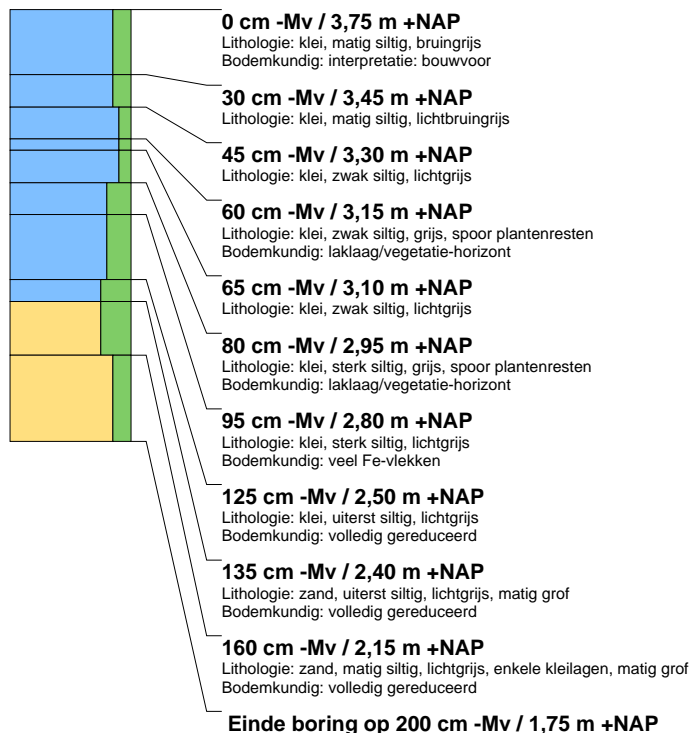 0 cm -Mv / 3,75 m +NAP
Lithologie: klei, matig siltig, bruingrijs
Bodemkundig: interpretatie: bouwvoor
30 cm -Mv / 3,45 m +NAP
Lithologie: klei, matig siltig, lichtbruingrijs
45 cm -Mv / 3,30 m +NAP
Lithologie: klei, zwak siltig, lichtgrijs
60 cm -Mv / 3,15 m +NAP
Lithologie: klei, zwak siltig, grijs, spoor plantenresten
Bodemkundig: laklaag/vegetatie-horizont
65 cm -Mv / 3,10 m +NAP
Lithologie: klei, zwak siltig, lichtgrijs
80 cm -Mv / 2,95 m +NAP
Lithologie: klei, sterk siltig, grijs, spoor plantenresten
Bodemkundig: laklaag/vegetatie-horizont
95 cm -Mv / 2,80 m +NAP
Lithologie: klei, sterk siltig, lichtgrijs
Bodemkundig: veel Fe-vlekken
125 cm -Mv / 2,50 m +NAP
Lithologie: klei, uiterst siltig, lichtgrijs
Bodemkundig: volledig gereduceerd
135 cm -Mv / 2,40 m +NAP
Lithologie: zand, uiterst siltig, lichtgrijs, matig grof
Bodemkundig: volledig gereduceerd
160 cm -Mv / 2,15 m +NAP
Lithologie: zand, matig siltig, lichtgrijs, enkele kleilagen, matig grof
Bodemkundig: volledig gereduceerd
Einde boring op 200 cm -Mv / 1,75 m +NAP